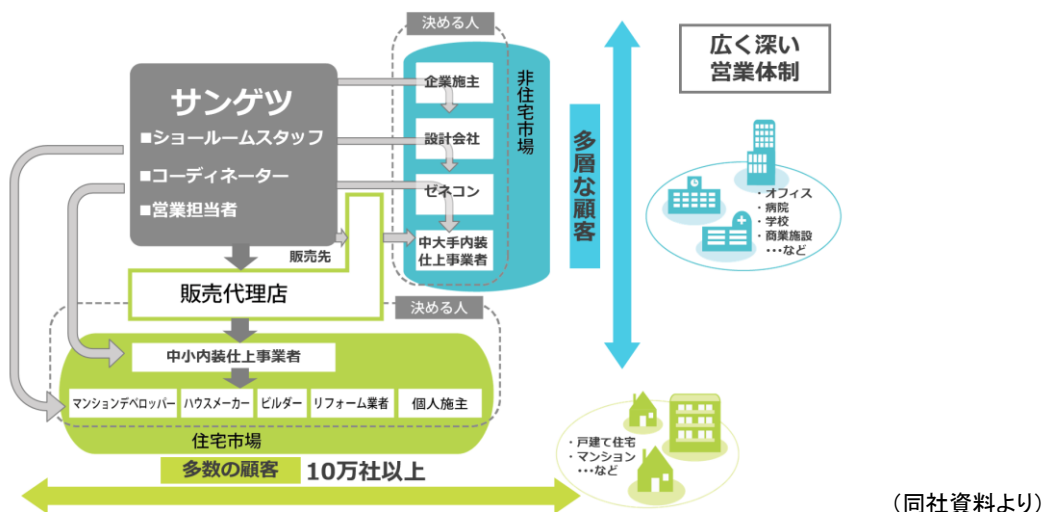 決める人
広く深い
営業体制
サンゲツ
■ショールームスタッフ
■コーディネーター
■営業担当者
企業施主
設計会社
ゼネコン
中大手内装
仕上事業者
非住宅市場
多層な顧客
・オフィス
・病院
・学校
・商業施設
・・・など
販売先
販売代理店
決める人
中小内装仕上事業者
マンションデベロッパー
ハウスメーカー
ビルダー
リフォーム業者
個人施主
住宅市場
多数の顧客 10万社以上
・戸建て住宅
・マンション
・・・など
(同社資料より)